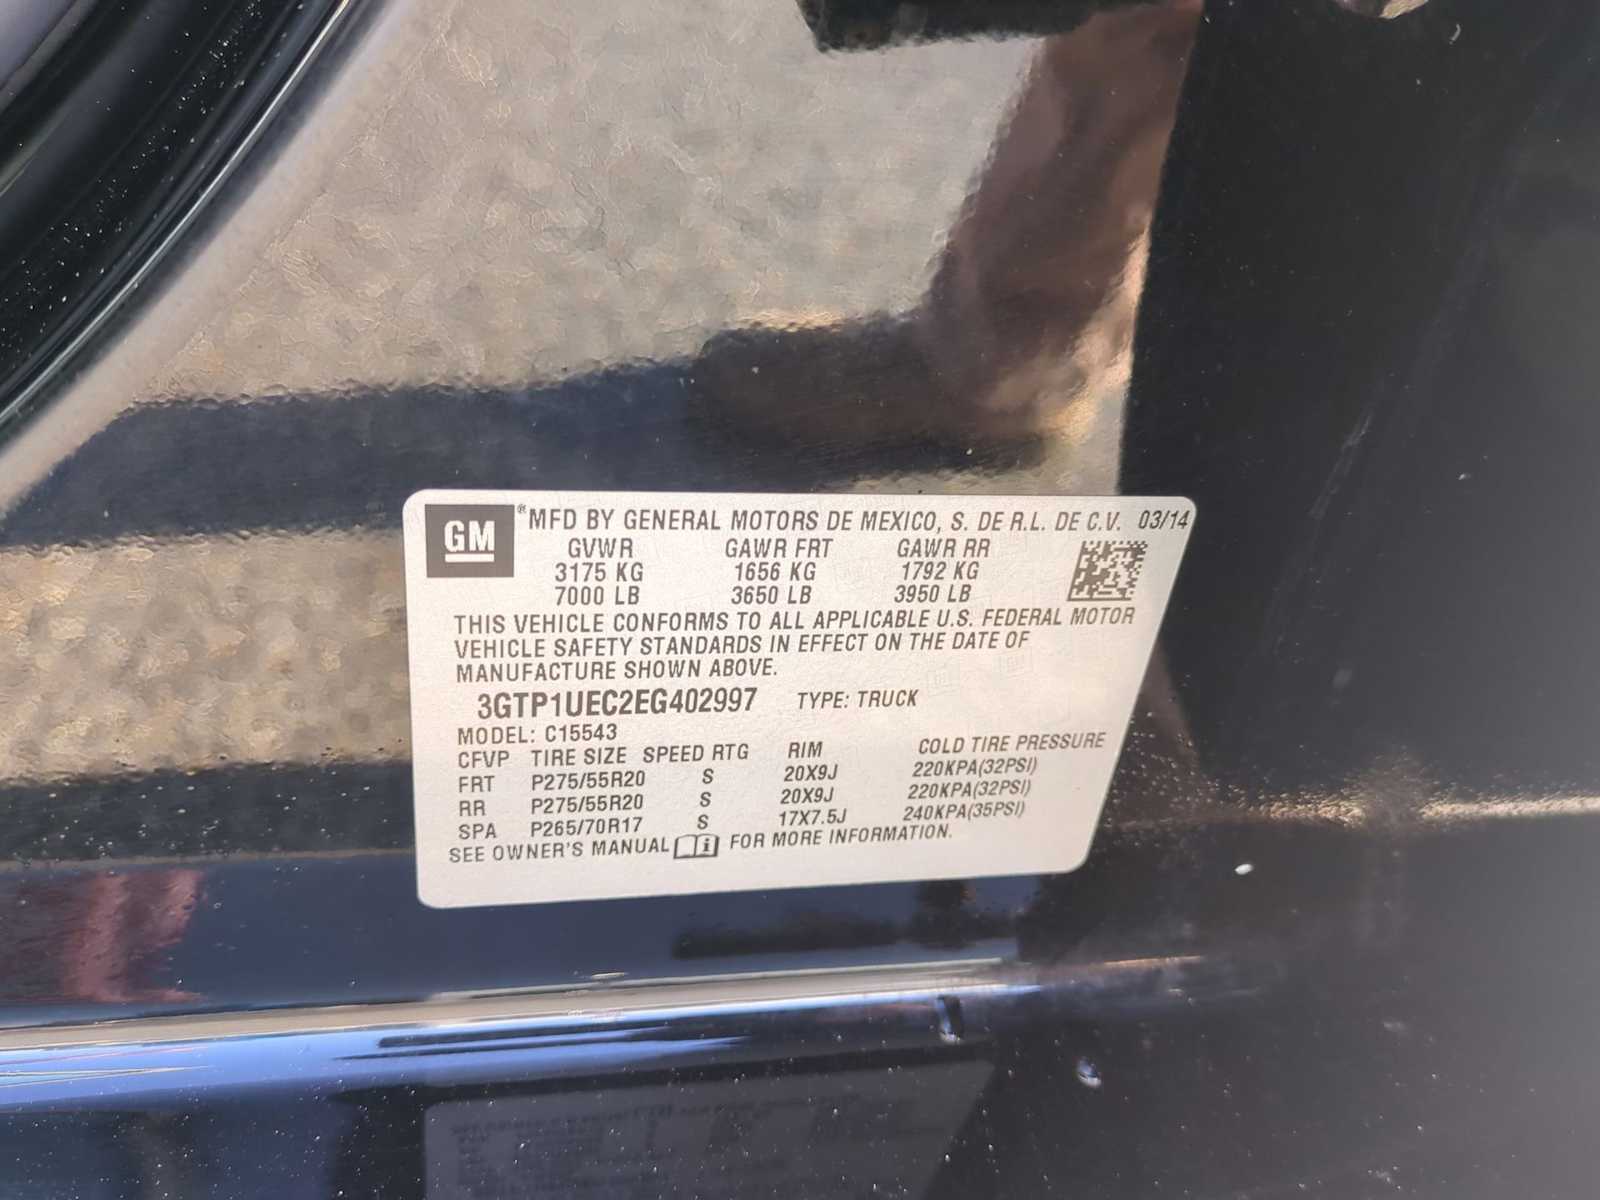 GM ® MFD BY GENERAL MOTORS DE MEXICO, S. DE R.L. DE C.V. 03/14
GVWR GAWR FRT GAWR RR
3175 KG 1656 KG 1792 KG
7000 LB 3650 LB 3950 LB
THIS VEHICLE CONFORMS TO ALL APPLICABLE U.S. FEDERAL MOTOR
VEHICLE SAFETY STANDARDS IN EFFECT ON THE DATE OF
MANUFACTURE SHOWN ABOVE.
3GTP1UEC2EG402997 TYPE: TRUCK
MODEL: C15543
CFVP TIRE SIZE SPEED RTG RIM COLD TIRE PRESSURE
FRT P275/55R20 S 20X9J 220KPA(32PSI)
RR P275/55R20 S 20X9J 220KPA(32PSI)
SPA P265/70R17 S 17X7.5J 240KPA(35PSI)
SEE OWNER'S MANUAL FOR MORE INFORMATION.